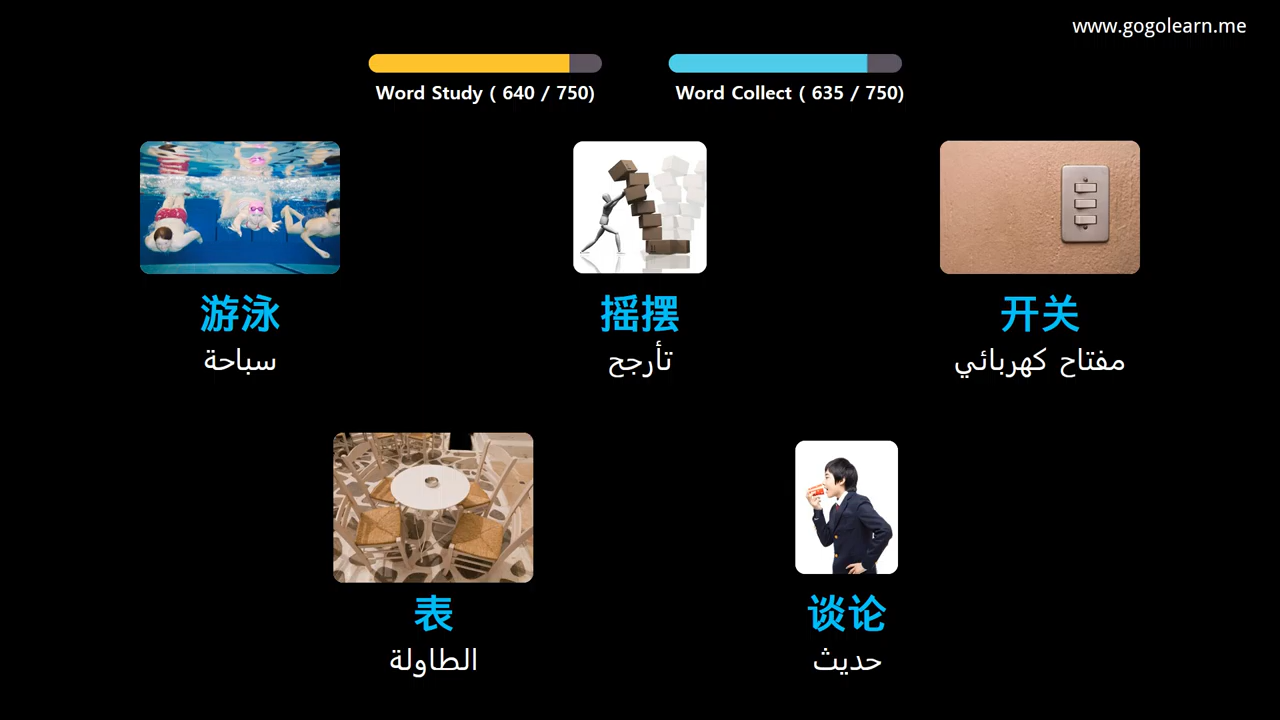 www.gogolearn.me
Word Study ( 640 / 750)
Word Collect ( 635 / 750)
游泳
سباحة
摇摆
تأرجح
开关
مفتاح كهربائي
表
الطاولة
谈论
حديث